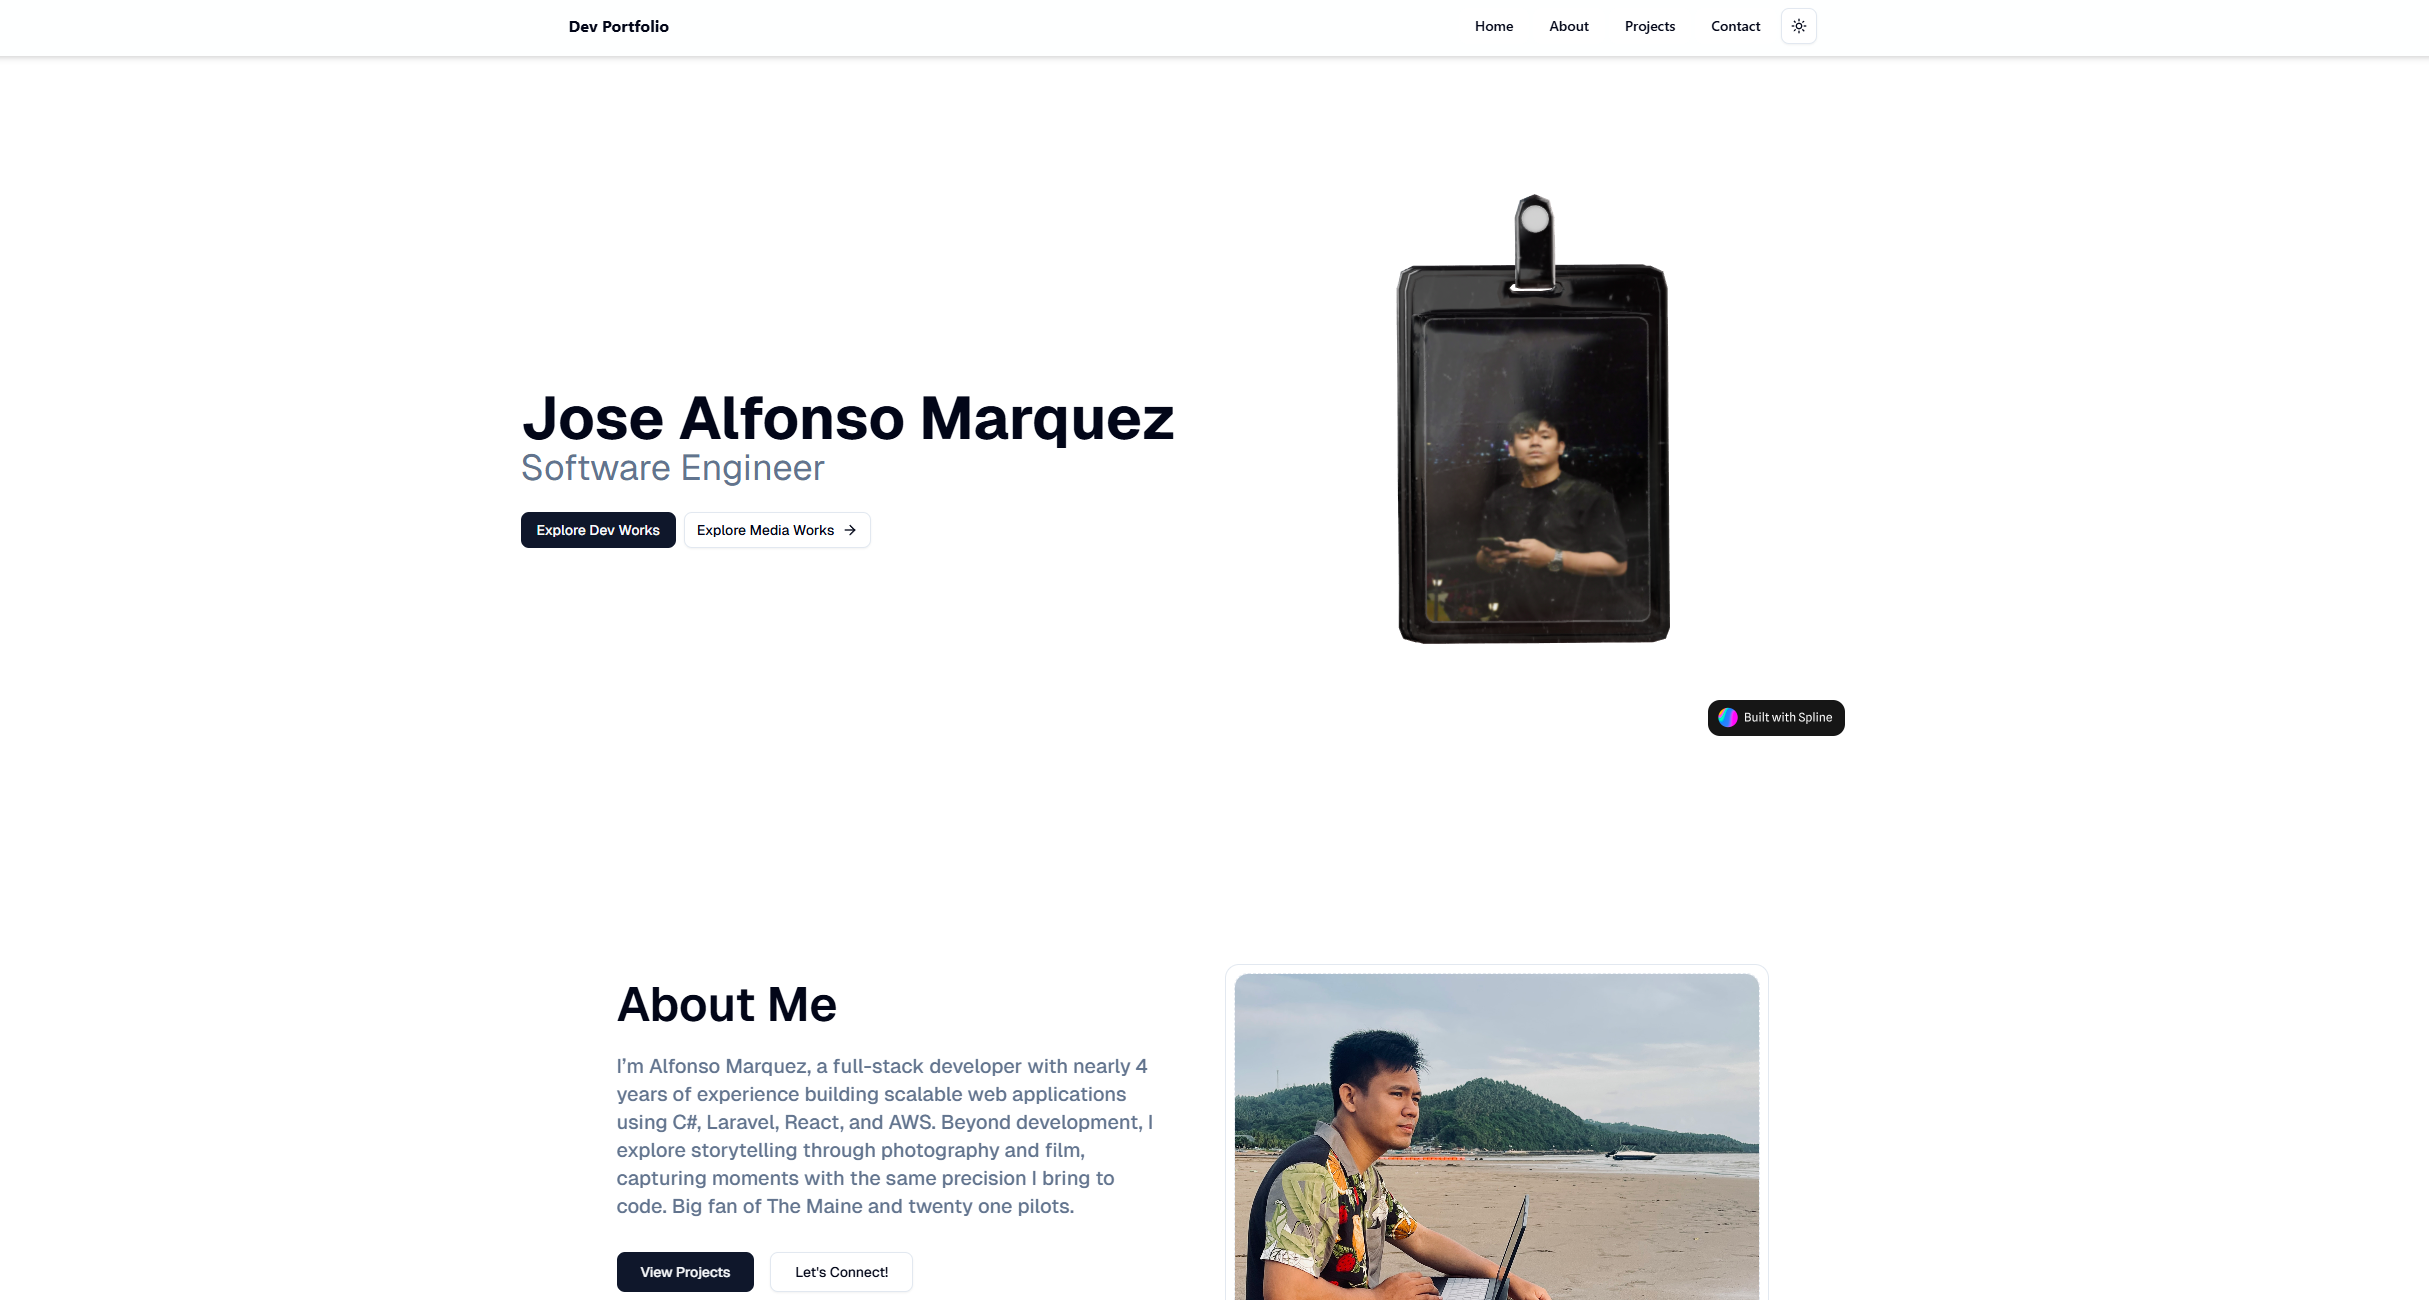 Dev Portfolio
Home About Projects Contact
Jose Alfonso Marquez
Software Engineer
Explore Dev Works Explore Media Works
Built with Spline
About Me
I’m Alfonso Marquez, a full-stack developer with nearly 4
years of experience building scalable web applications
using C#, Laravel, React, and AWS. Beyond development, I
explore storytelling through photography and film,
capturing moments with the same precision I bring to
code. Big fan of The Maine and twenty one pilots.
View Projects Let's Connect!